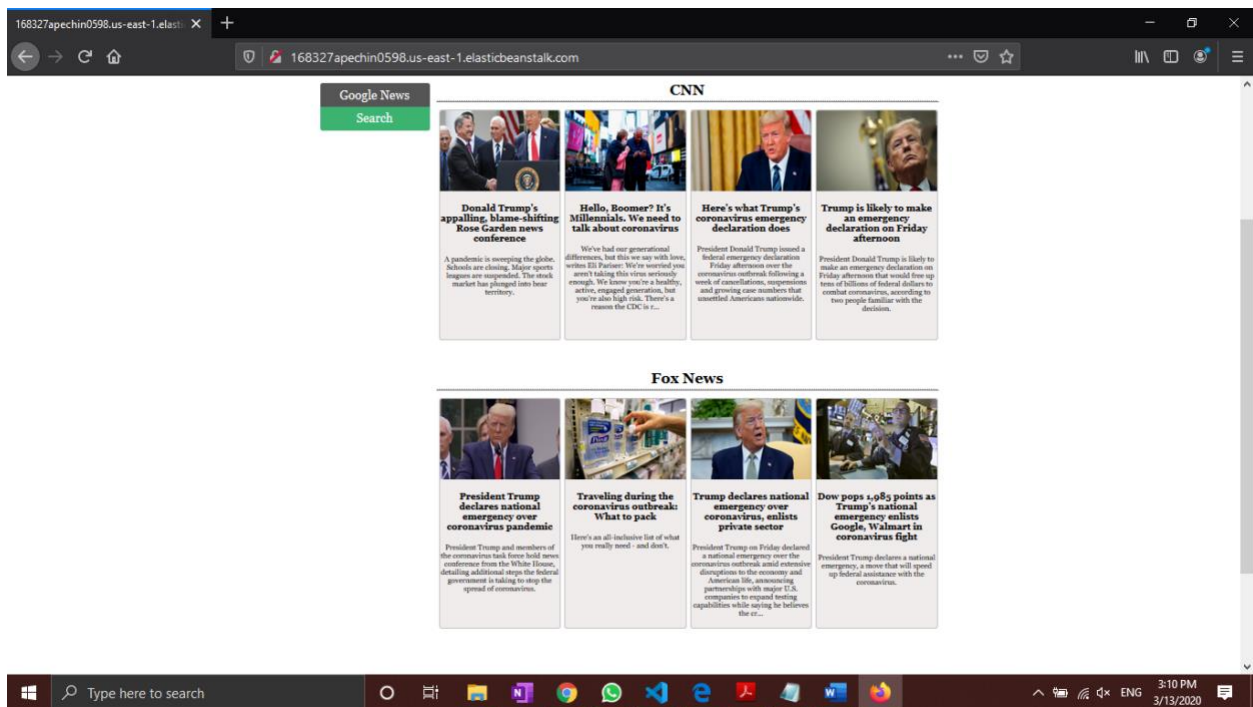 168327apechin0598.us-east-1.elast
168327apechin0598.us-east-1.elasticbeanstalk.com
Google News
Search
CNN
Donald Trump's
appalling, blame-shifting
Rose Garden news
conference
A pandemic is sweeping the globe.
Schools are closing. Major sports
leagues are suspended. The stock
market has plunged into bear
territory.
Hello, Boomer? It's
Millennials. We need to
talk about coronavirus
We've had our generational
differences, but this we say with love,
writes Eli Pariser: We're worried you
aren't taking this virus seriously
enough. We know you're a healthy,
active, engaged generation, but
you're also high risk. There's a
reason the CDC is r...
Here's what Trump's
coronavirus emergency
declaration does
President Donald Trump issued a
federal emergency declaration
Friday afternoon over the
coronavirus outbreak following a
week of cancellations, suspensions
and growing case numbers that
unsettled Americans nationwide.
Trump is likely to make
an emergency
declaration on Friday
afternoon
President Donald Trump is likely to
make an emergency declaration on
Friday afternoon that would free up
tens of billions of federal dollars to
combat coronavirus, according to
two people familiar with the
decision.
Fox News
President Trump
declares national
emergency over
coronavirus pandemic
President Trump and members of
the coronavirus task force hold news
conference from the White House,
detailing additional steps the federal
government is taking to stop the
spread of coronavirus.
Traveling during the
coronavirus outbreak:
What to pack
Here's an all-inclusive list of what
you really need - and don't.
Trump declares national
emergency over
coronavirus, enlists
private sector
President Trump on Friday declared
a national emergency over the
coronavirus outbreak amid extensive
disruptions to the economy and
American life, announcing
partnerships with major U.S.
companies to expand testing
capabilities while saying he believes
the cr...
Dow pops 1,985 points as
Trump's national
emergency enlists
Google, Walmart in
coronavirus fight
President Trump declares a national
emergency, a move that will speed
up federal assistance with the
coronavirus.
Type here to search
ENG
3:10 PM
3/13/2020